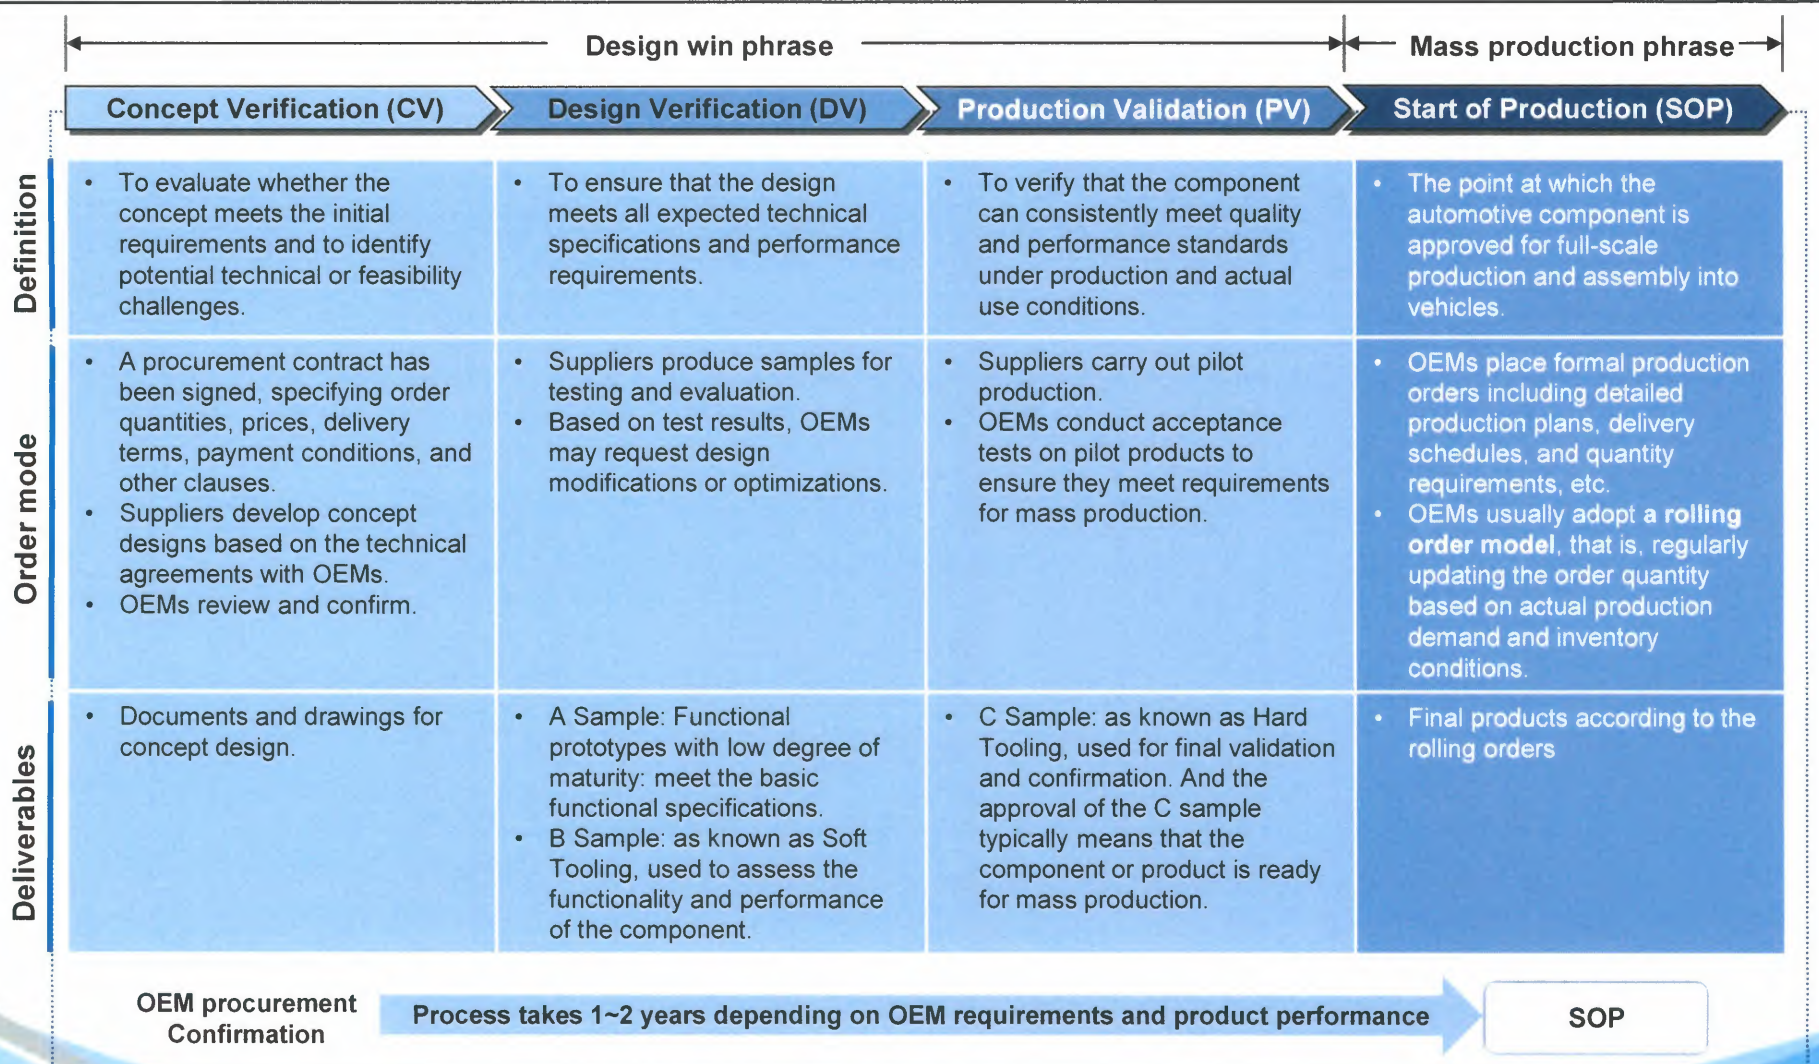 Design win phrase
Mass production phrase
Concept Verification (CV)
Design Verification (DV)
Production Validation (PV)
Start of Production (SOP)
Definition
• To evaluate whether the
concept meets the initial
requirements and to identify
potential technical or feasibility
challenges.
• To ensure that the design
meets all expected technical
specifications and performance
requirements.
• To verify that the component
can consistently meet quality
and performance standards
under production and actual
use conditions.
• The point at which the
automotive component is
approved for full-scale
production and assembly into
vehicles.
Order mode
• A procurement contract has
been signed, specifying order
quantities, prices, delivery
terms, payment conditions, and
other clauses.
• Suppliers develop concept
designs based on the technical
agreements with OEMs.
• OEMs review and confirm.
• Suppliers produce samples for
testing and evaluation.
• Based on test results, OEMs
may request design
modifications or optimizations.
• Suppliers carry out pilot
production.
• OEMs conduct acceptance
tests on pilot products to
ensure they meet requirements
for mass production.
• OEMs place formal production
orders including detailed
production plans, delivery
schedules, and quantity
requirements, etc.
• OEMs usually adopt a rolling
order model, that is, regularly
updating the order quantity
based on actual production
demand and inventory
conditions.
Deliverables
• Documents and drawings for
concept design.
• A Sample: Functional
prototypes with low degree of
maturity: meet the basic
functional specifications.
• B Sample: as known as Soft
Tooling, used to assess the
functionality and performance
of the component.
• C Sample: as known as Hard
Tooling, used for final validation
and confirmation. And the
approval of the C sample
typically means that the
component or product is ready
for mass production.
• Final products according to the
rolling orders
OEM procurement
Confirmation
Process takes 1~2 years depending on OEM requirements and product performance
SOP